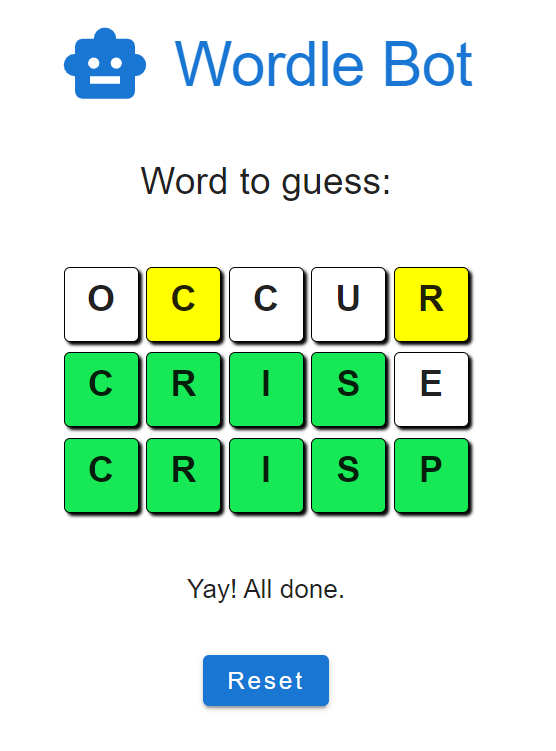 Wordle Bot
Word to guess:
O C C U R
C R I S E
C R I S P
Yay! All done.
Reset